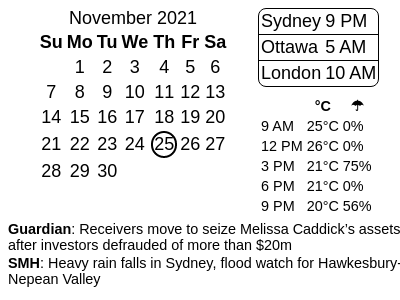 November 2021
Su Mo Tu We Th Fr Sa
1 2 3 4 5 6
7 8 9 10 11 12 13
14 15 16 17 18 19 20
21 22 23 24 25 26 27
28 29 30
Sydney 9 PM
Ottawa 5 AM
London 10 AM
°C ☂
9 AM 25°C 0%
12 PM 26°C 0%
3 PM 21°C 75%
6 PM 21°C 0%
9 PM 20°C 56%
Guardian: Receivers move to seize Melissa Caddick’s assets
after investors defrauded of more than $20m
SMH: Heavy rain falls in Sydney, flood watch for Hawkesbury-
Nepean Valley